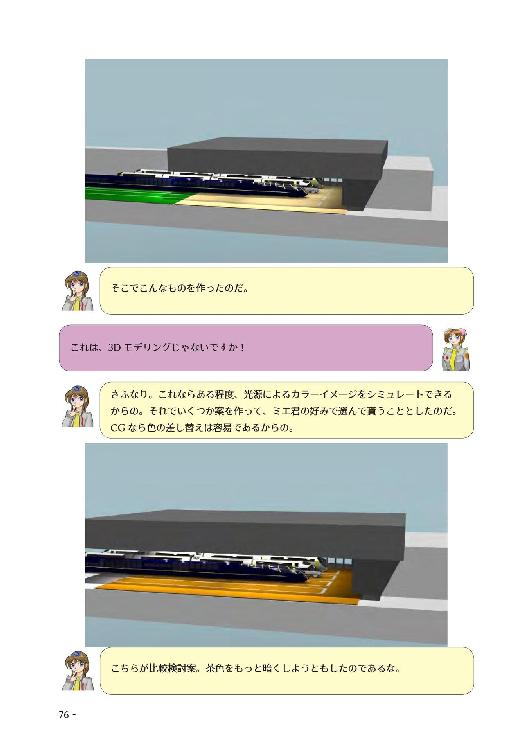 そこでこんなものを作ったのだ。
これは、3D モデリングじゃないですか！
さふなり。これならある程度、光源によるカラーイメージをシミュレートできる
からの。それでいくつか案を作って、ミエ君の好みで選んで貰うこととしたのだ。
CG なら色の差し替えは容易であるからの。
こちらが比較検討案。茶色をもっと暗くしようともしたのであるな。
76 -